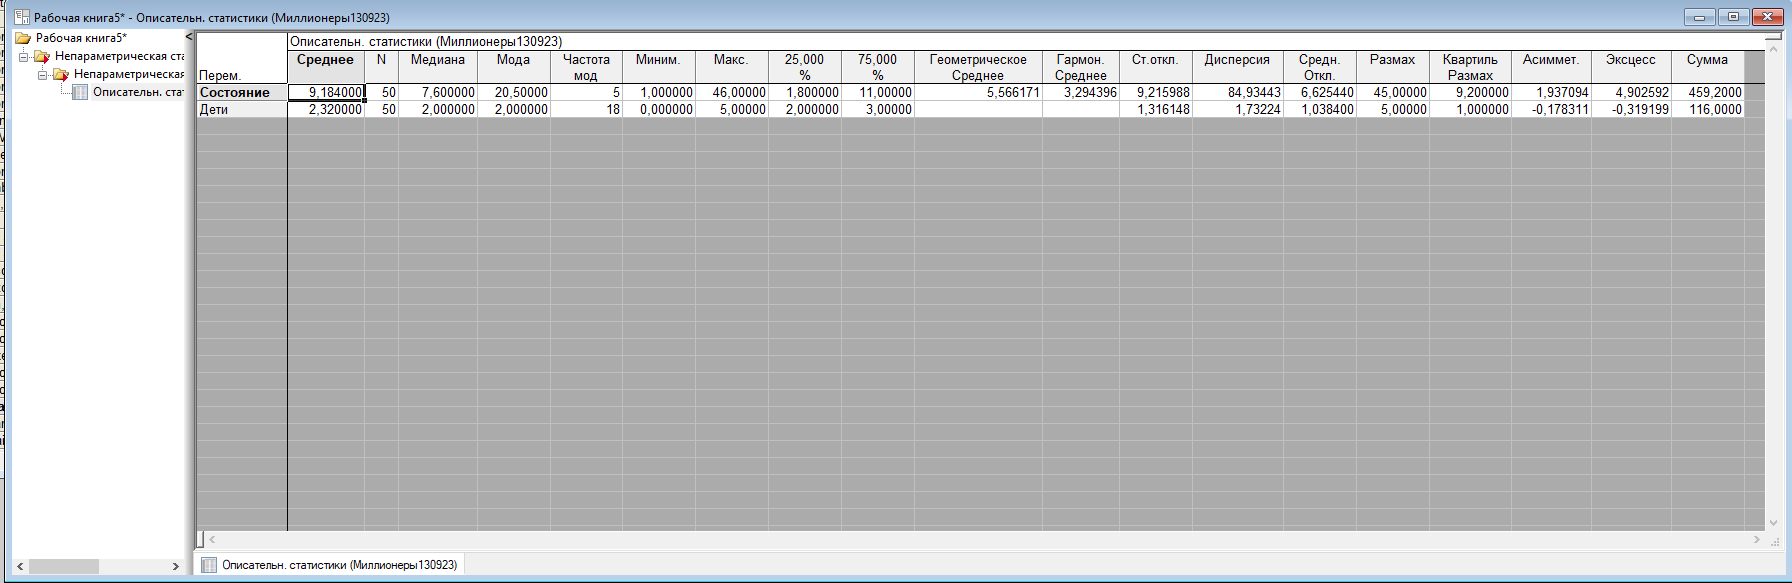 Рабочая книга5* - Описательн. статистики (Миллионеры130923)
Рабочая книга5*
Непараметрическая ста
Непараметрическая
Описательн. стат
Описательн. статистики (Миллионеры130923)
Перем. Среднее N Медиана Мода Частота мод Миним. Макс. 25,000 % 75,000 % Геометрическое Среднее Гармон. Среднее Ст.откл. Дисперсия Средн. Откл. Размах Квартиль Размах Асиммет. Эксцесс Сумма
Состояние 9,184000 50 7,600000 20,50000 5 1,000000 46,00000 1,800000 11,00000 5,566171 3,294396 9,215988 84,93443 6,625440 45,00000 9,200000 1,937094 4,902592 459,2000
Дети 2,320000 50 2,000000 2,000000 18 0,000000 5,00000 2,000000 3,00000 1,316148 1,73224 1,038400 5,00000 1,000000 -0,178311 -0,319199 116,0000
Описательн. статистики (Миллионеры130923)